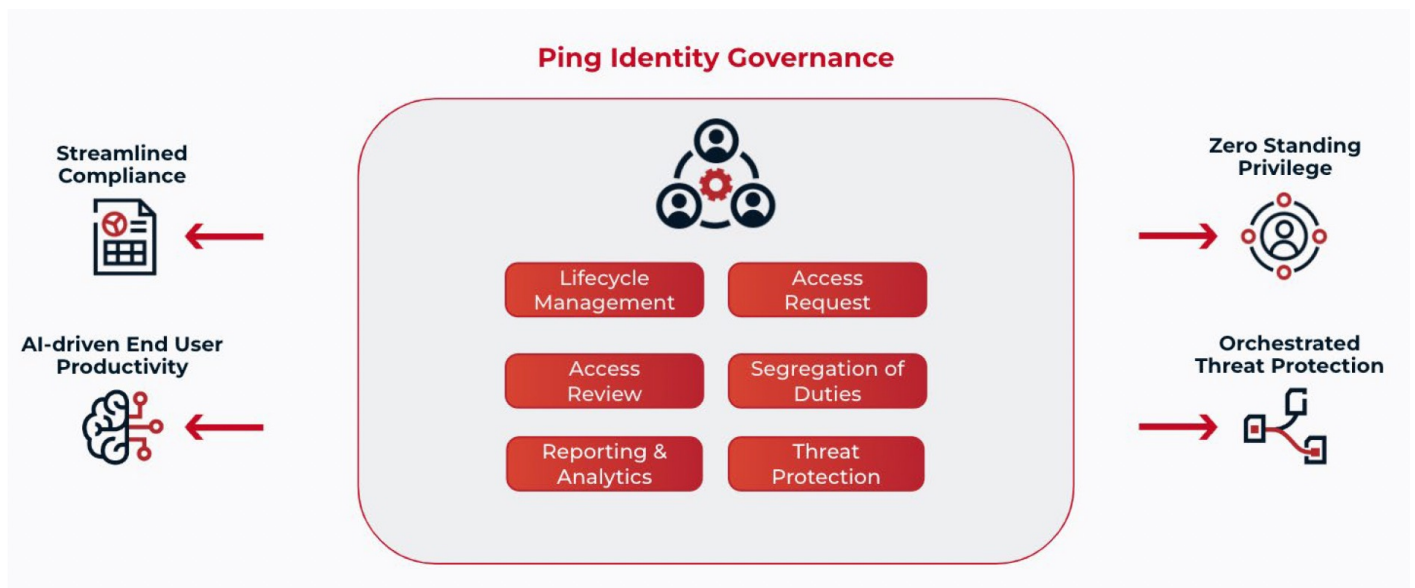 Ping Identity Governance
Streamlined
Compliance
AI-driven End User
Productivity
Lifecycle
Management
Access
Request
Access
Review
Segregation of
Duties
Reporting &
Analytics
Threat
Protection
Zero Standing
Privilege
Orchestrated
Threat Protection